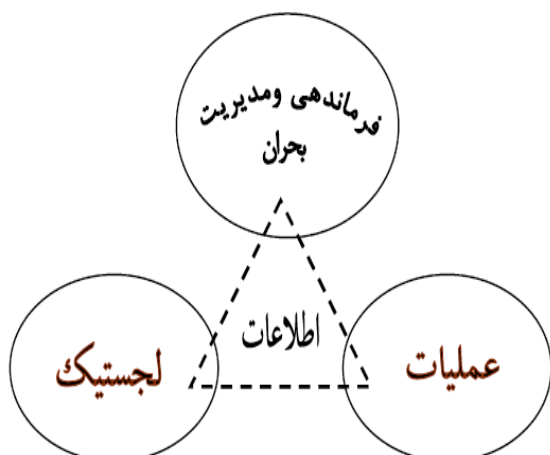 فرماندهی ومدیریت
بحران
اطلاعات
عملیات
لجستیک